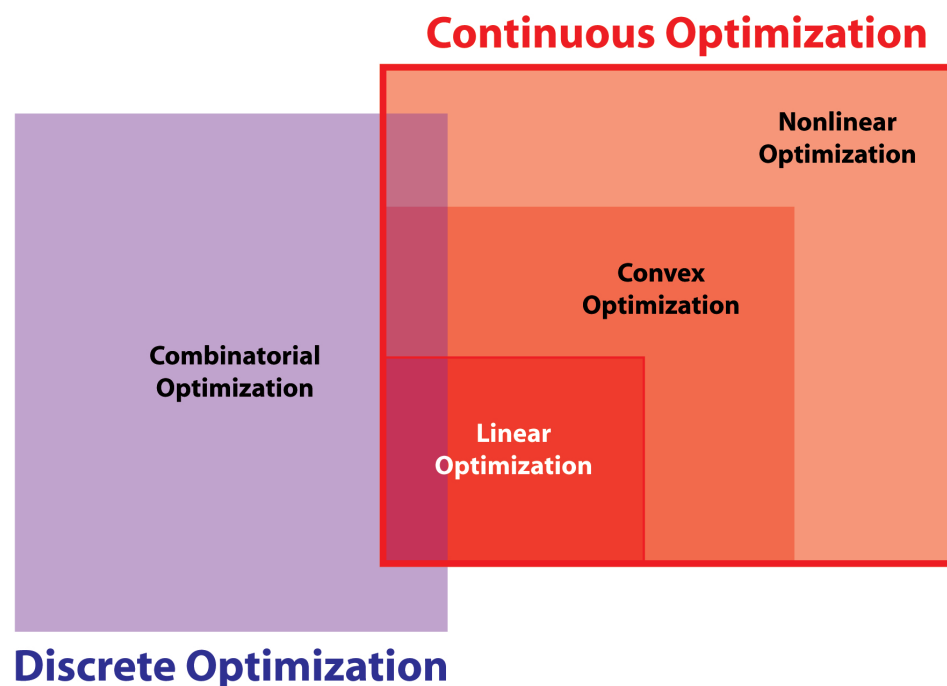 Continuous Optimization
Nonlinear
Optimization
Convex
Optimization
Combinatorial
Optimization
Linear
Optimization
Discrete Optimization